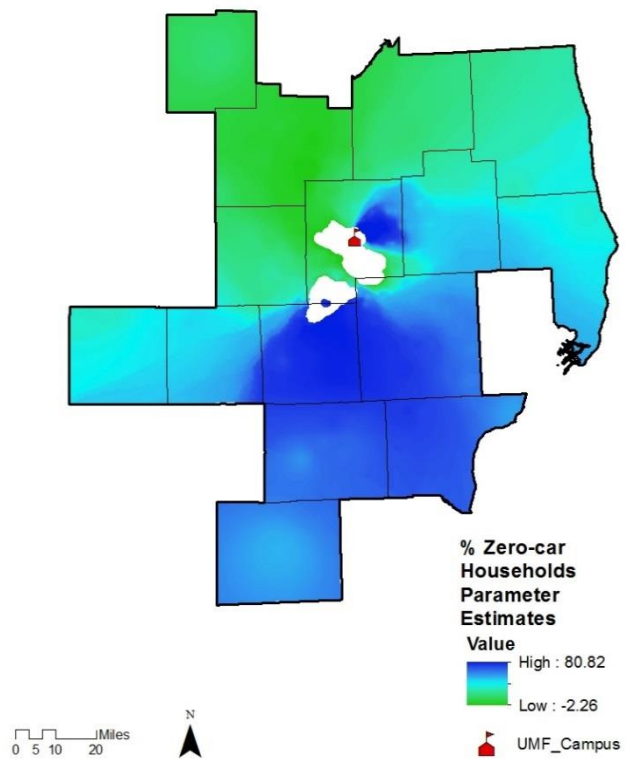 % Zero-car
Households
Parameter
Estimates
Value
High : 80.82
Low : -2.26
UMF_Campus
N
Miles
0 5 10 20